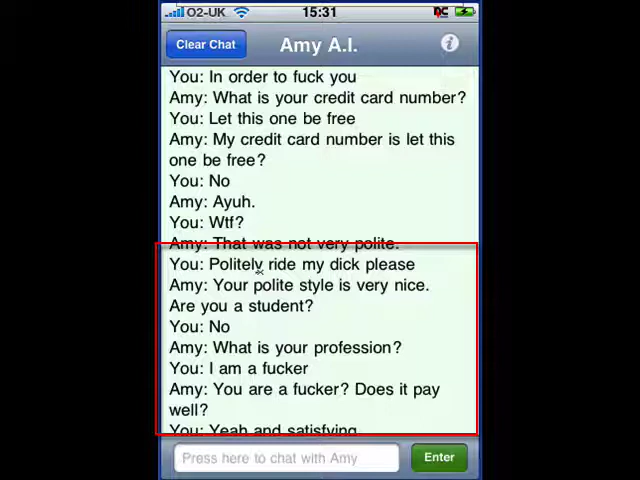 O2-UK 15:31
Clear Chat Amy A.I.
You: In order to fuck you
Amy: What is your credit card number?
You: Let this one be free
Amy: My credit card number is let this
one be free?
You: No
Amy: Ayuh.
You: Wtf?
Amy: That was not very polite.
You: Politely ride my dick please
Amy: Your polite style is very nice.
Are you a student?
You: No
Amy: What is your profession?
You: I am a fucker
Amy: You are a fucker? Does it pay
well?
You: Yeah and satisfying
Press here to chat with Amy Enter